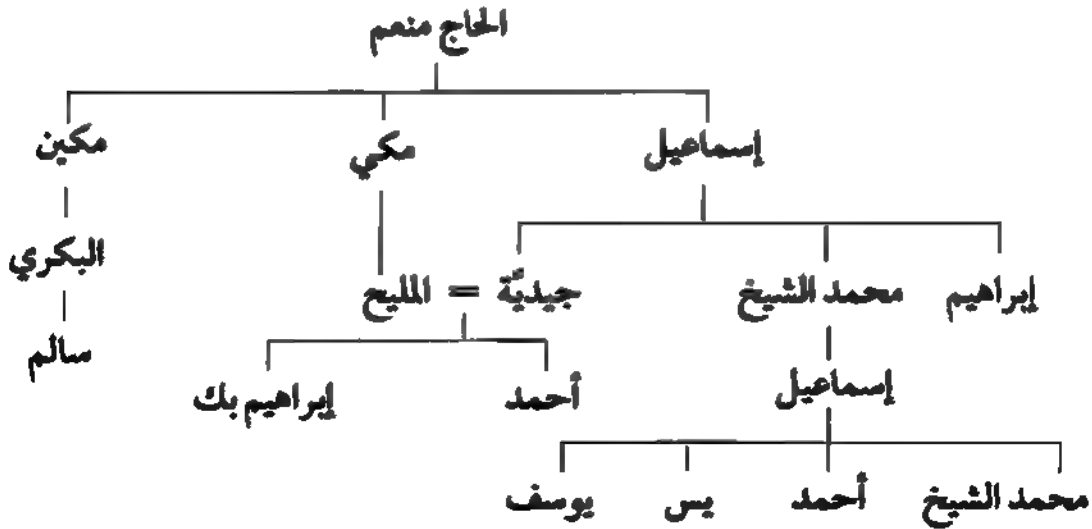 الحاج منعم
إسماعيل مكي مكين
البكري
إبراهيم محمد الشيخ جيديّة = المليح
سالم
إسماعيل
أحمد إبراهيم بك
محمد الشيخ أحمد يس يوسف